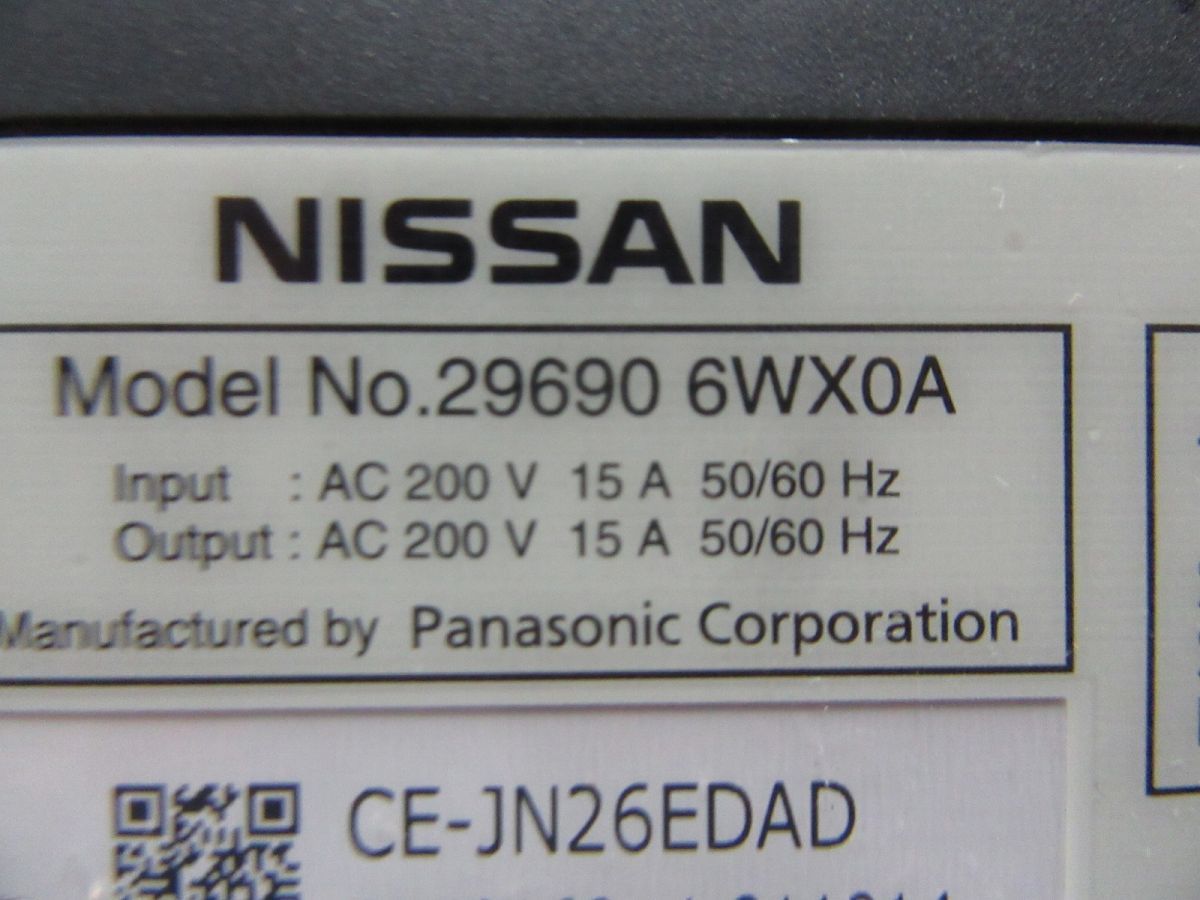 NISSAN
Model No.29690 6WX0A
Input : AC 200 V 15 A 50/60 Hz
Output : AC 200 V 15 A 50/60 Hz
Manufactured by Panasonic Corporation
CE-JN26EDAD